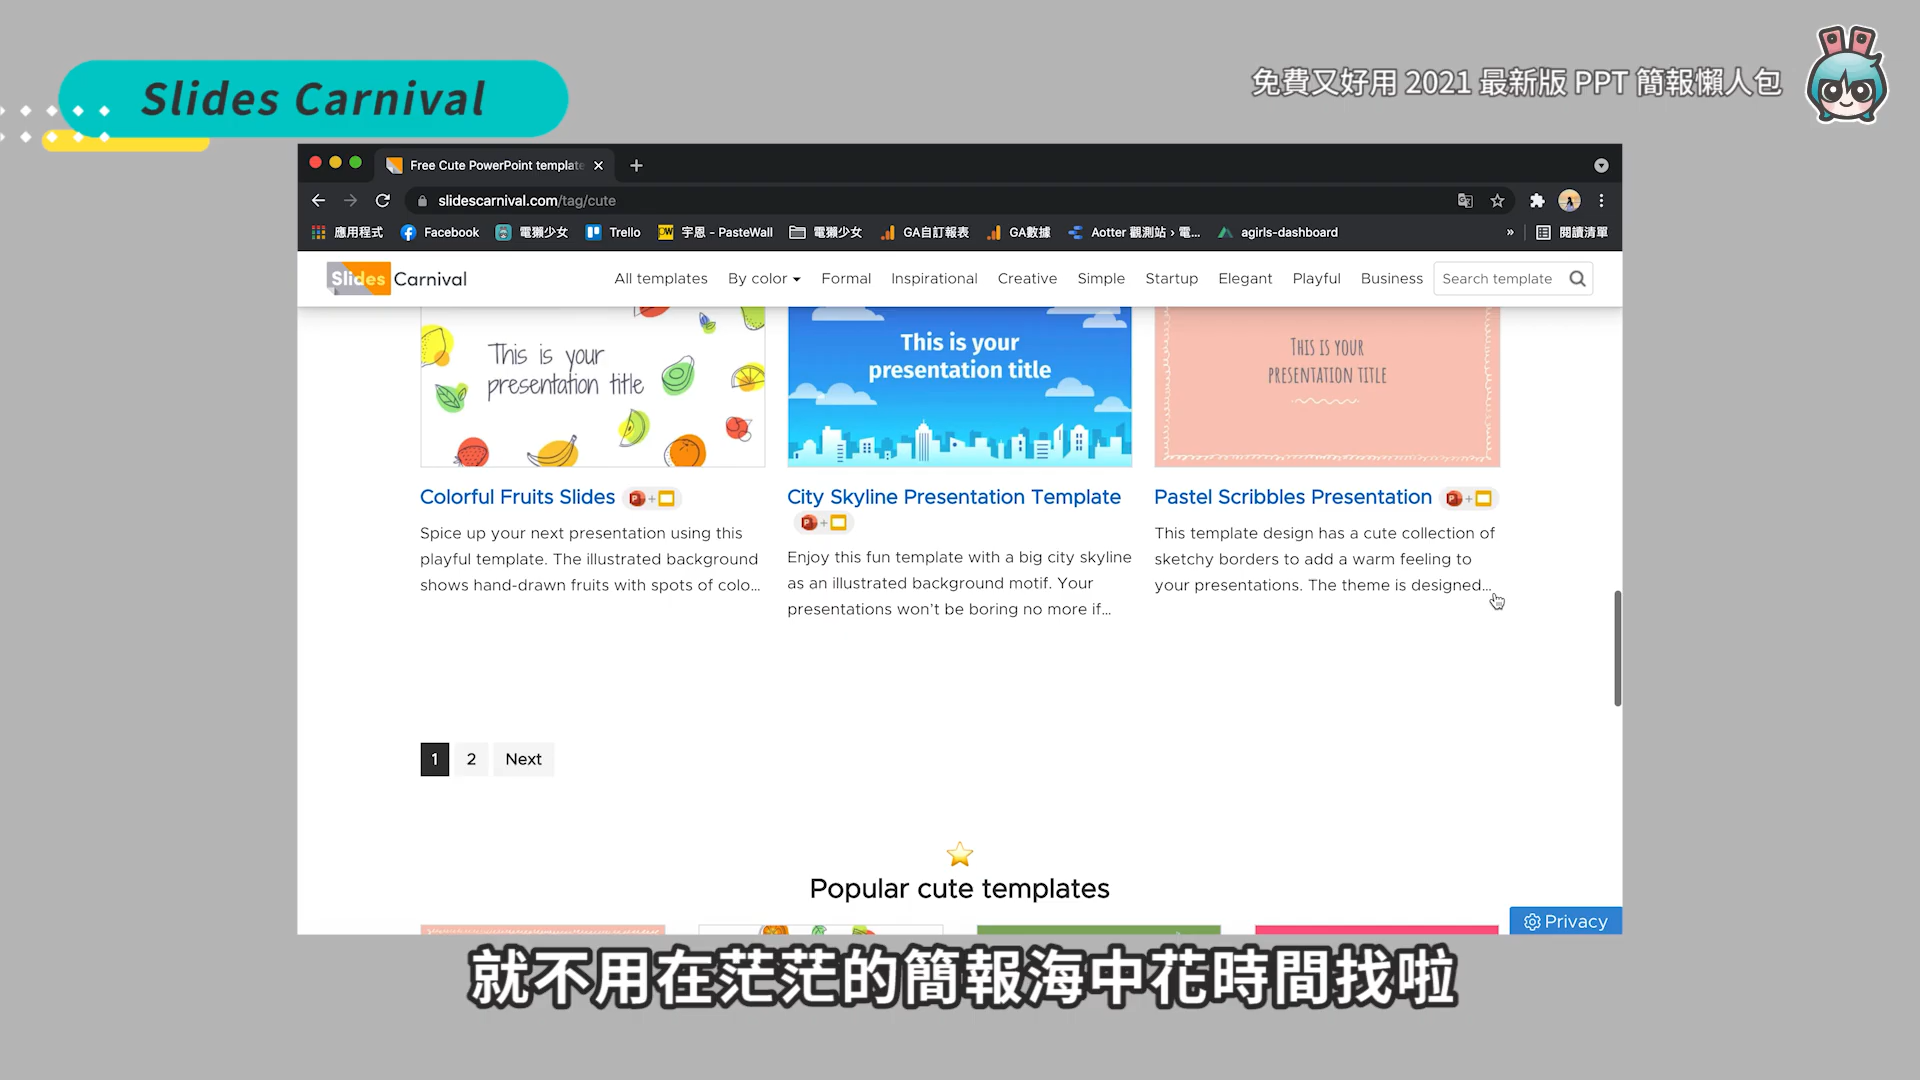 Slides Carnival
免費又好用 2021 最新版 PPT 簡報懶人包
Free Cute PowerPoint template
slidescarnival.com/tag/cute
應用程式 Facebook 電獺少女 Trello 宇恩 - PasteWall 電獺少女 GA自訂報表 GA數據 Aotter 觀測站 › 電... agirls-dashboard » 閱讀清單
Slides Carnival All templates By color Formal Inspirational Creative Simple Startup Elegant Playful Business Search template
This is your
presentation title
This is your
presentation title
THIS IS YOUR
PRESENTATION TITLE
Colorful Fruits Slides P +
Spice up your next presentation using this
playful template. The illustrated background
shows hand-drawn fruits with spots of colo...
City Skyline Presentation Template
P +
Enjoy this fun template with a big city skyline
as an illustrated background motif. Your
presentations won't be boring no more if...
Pastel Scribbles Presentation P +
This template design has a cute collection of
sketchy borders to add a warm feeling to
your presentations. The theme is designed...
1 2 Next
Popular cute templates
Privacy
就不用在茫茫的簡報海中花時間找啦